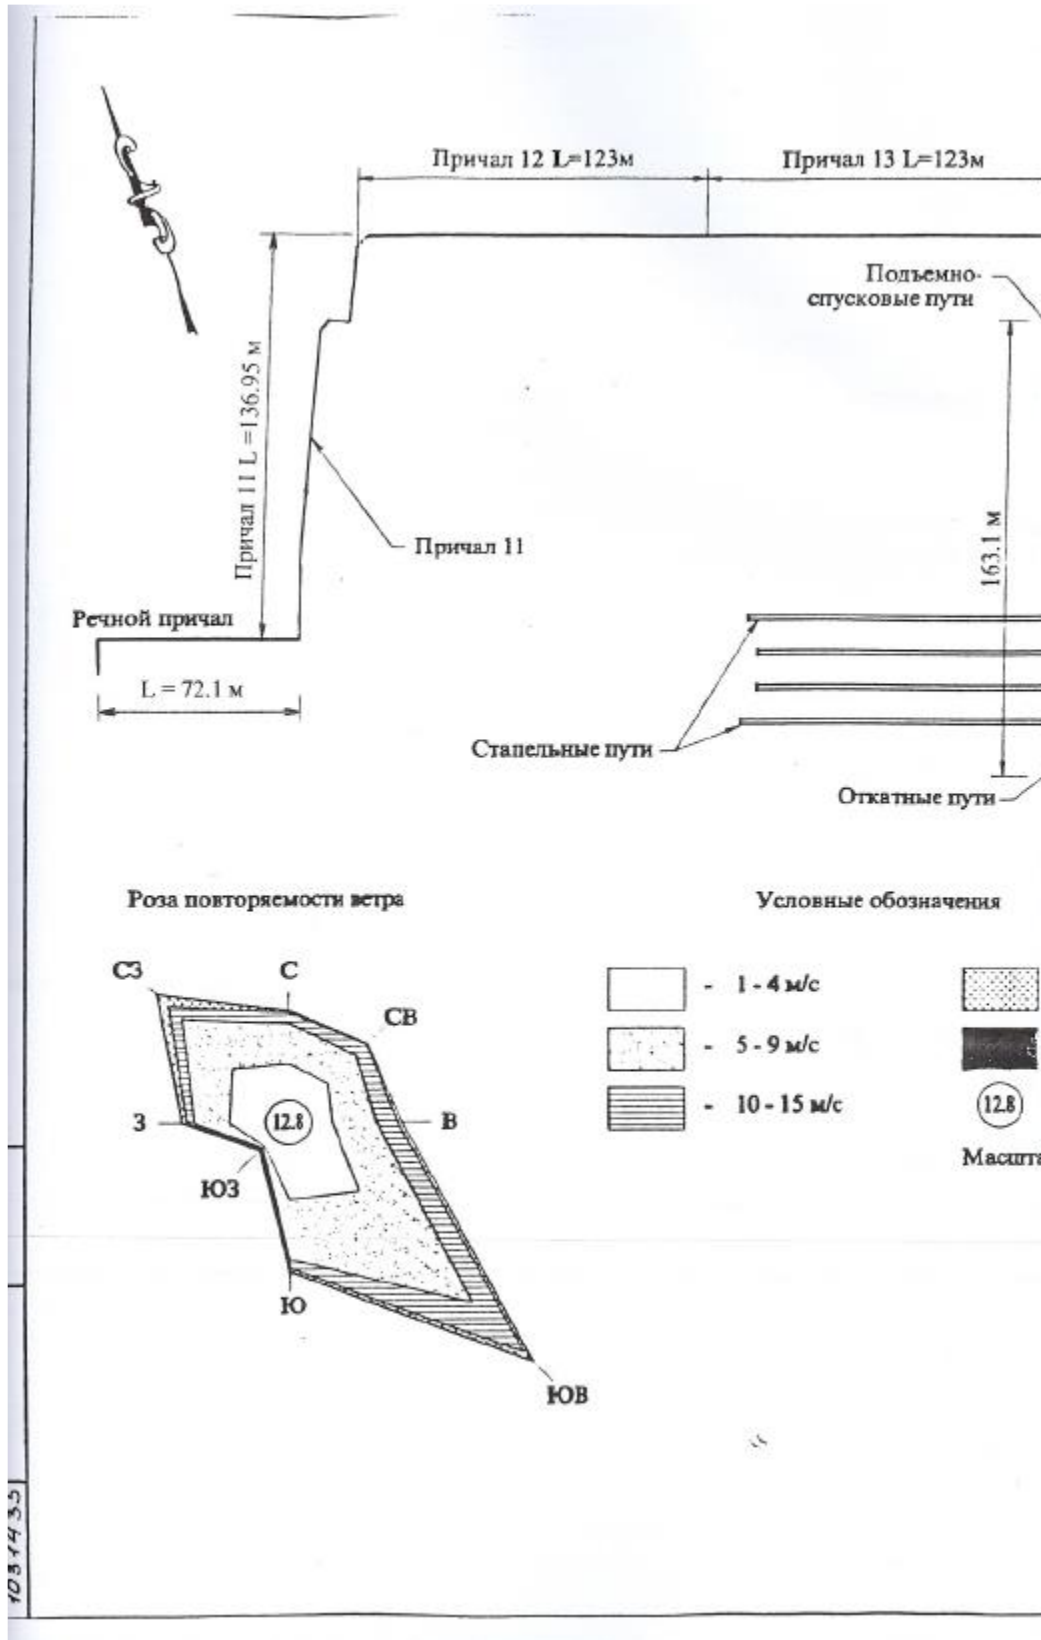 Причал 12 L=123м
Причал 13 L=123м
Подъемно-
спусковые пути
Причал 11 L =136.95 м
Причал 11
163.1 м
Речной причал
L = 72.1 м
Стапельные пути
Откатные пути
Роза повторяемости ветра
Условные обозначения
СЗ
С
СВ
З
12.8
В
ЮЗ
Ю
ЮВ
- 1 - 4 м/с
- 5 - 9 м/с
- 10 - 15 м/с
12.8